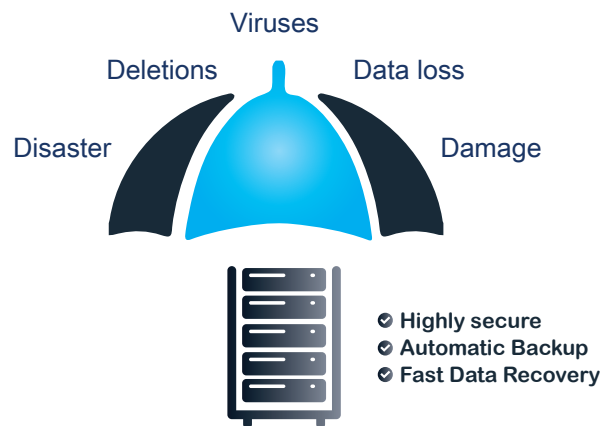 Viruses
Deletions
Data loss
Disaster
Damage
Highly secure
Automatic Backup
Fast Data Recovery